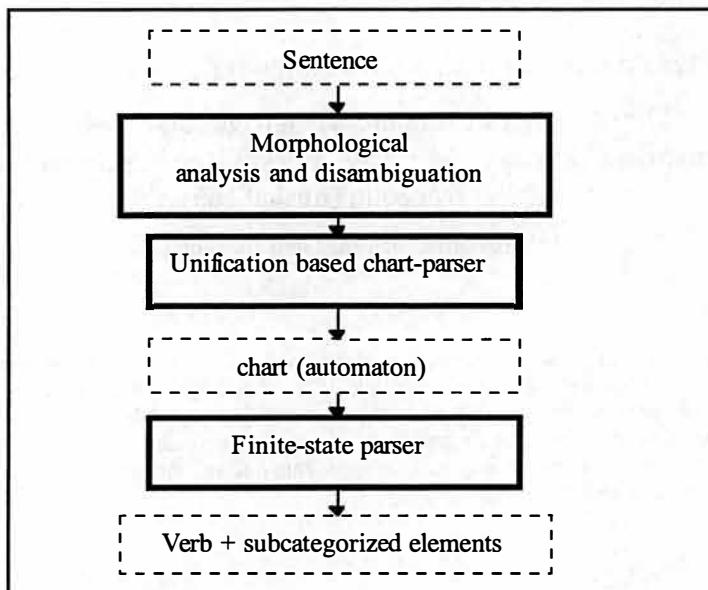 Sentence
Morphological
analysis and disambiguation
Unification based chart-parser
chart (automaton)
Finite-state parser
Verb + subcategorized elements